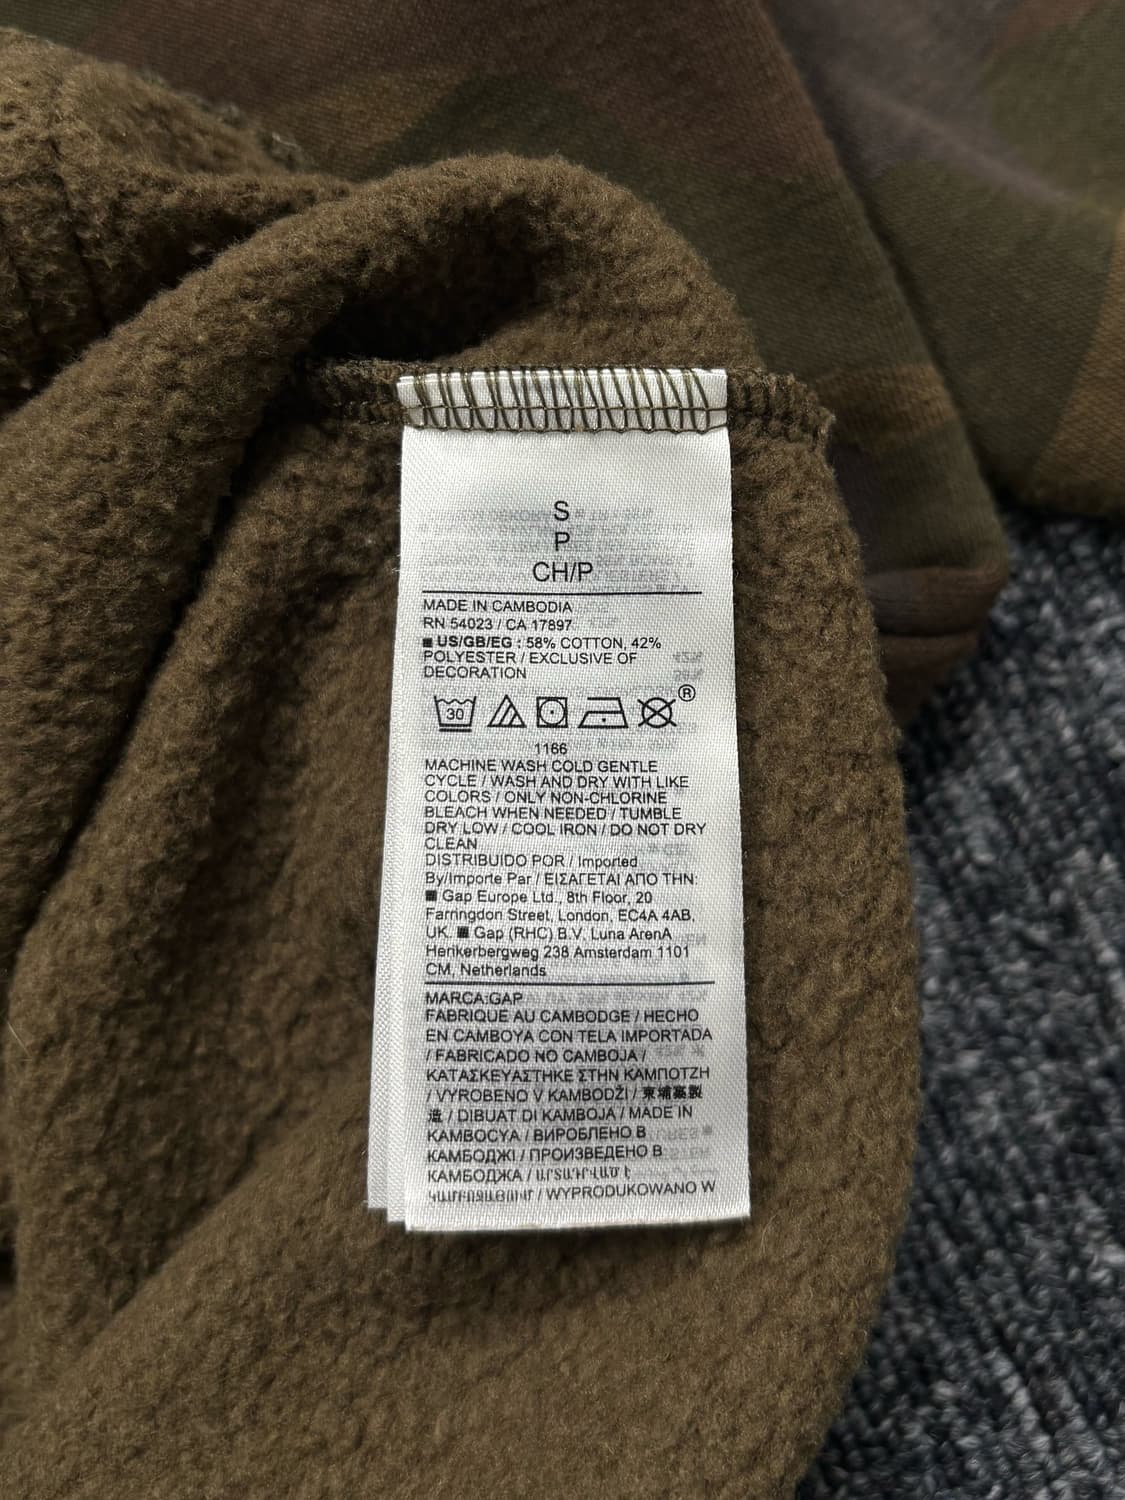 S
P
CH/P
MADE IN CAMBODIA
RN 54023 / CA 17897
■ US/GB/EG : 58% COTTON, 42%
POLYESTER / EXCLUSIVE OF
DECORATION
30
®
1166
MACHINE WASH COLD GENTLE
CYCLE / WASH AND DRY WITH LIKE
COLORS / ONLY NON-CHLORINE
BLEACH WHEN NEEDED / TUMBLE
DRY LOW / COOL IRON / DO NOT DRY
CLEAN
DISTRIBUIDO POR / Imported
By/Importe Par / ΕΙΣΑΓΕΤΑΙ ΑΠΟ ΤΗΝ:
■ Gap Europe Ltd., 8th Floor, 20
Farringdon Street, London, EC4A 4AB,
UK. ■ Gap (RHC) B.V. Luna ArenA
Herikerbergweg 238 Amsterdam 1101
CM, Netherlands
MARCA:GAP
FABRIQUE AU CAMBODGE / HECHO
EN CAMBOYA CON TELA IMPORTADA
/ FABRICADO NO CAMBOJA /
ΚΑΤΑΣΚΕΥΑΣΤΗΚΕ ΣΤΗΝ ΚΑΜΠΟΤΖΗ
/ VYROBENO V KAMBODŽI / 柬埔寨製
造 / DIBUAT DI KAMBOJA / MADE IN
KAMBOCYA / ВИРОБЛЕНО В
КАМБОДЖІ / ПРОИЗВЕДЕНО В
КАМБОДЖА / ԱՐՏԱԴՐՎԱԾ Է
ԿԱՄԲՈՋԱՅՈՒՄ / WYPRODUKOWANO W